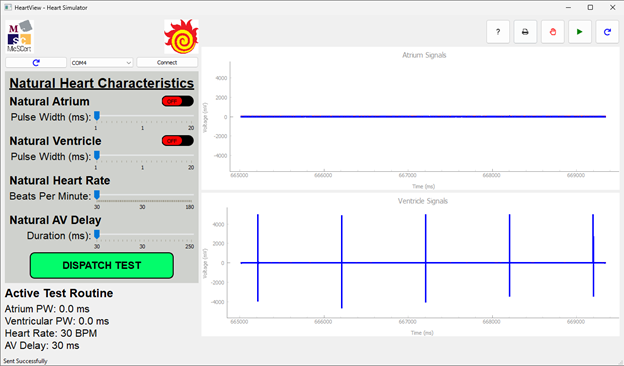 HeartView - Heart Simulator
COM4
Connect
Natural Heart Characteristics
Natural Atrium
OFF
Pulse Width (ms):
1 1 20
Natural Ventricle
OFF
Pulse Width (ms):
1 1 20
Natural Heart Rate
Beats Per Minute:
30 30 180
Natural AV Delay
Duration (ms):
30 30 250
DISPATCH TEST
Active Test Routine
Atrium PW: 0.0 ms
Ventricular PW: 0.0 ms
Heart Rate: 30 BPM
AV Delay: 30 ms
Sent Successfully
?
Atrium Signals
Voltage (mV)
4000
2000
0
-2000
-4000
665000 666000 667000 668000 669000
Time (ms)
Ventricle Signals
Voltage (mV)
4000
2000
0
-2000
-4000
665000 666000 667000 668000 669000
Time (ms)